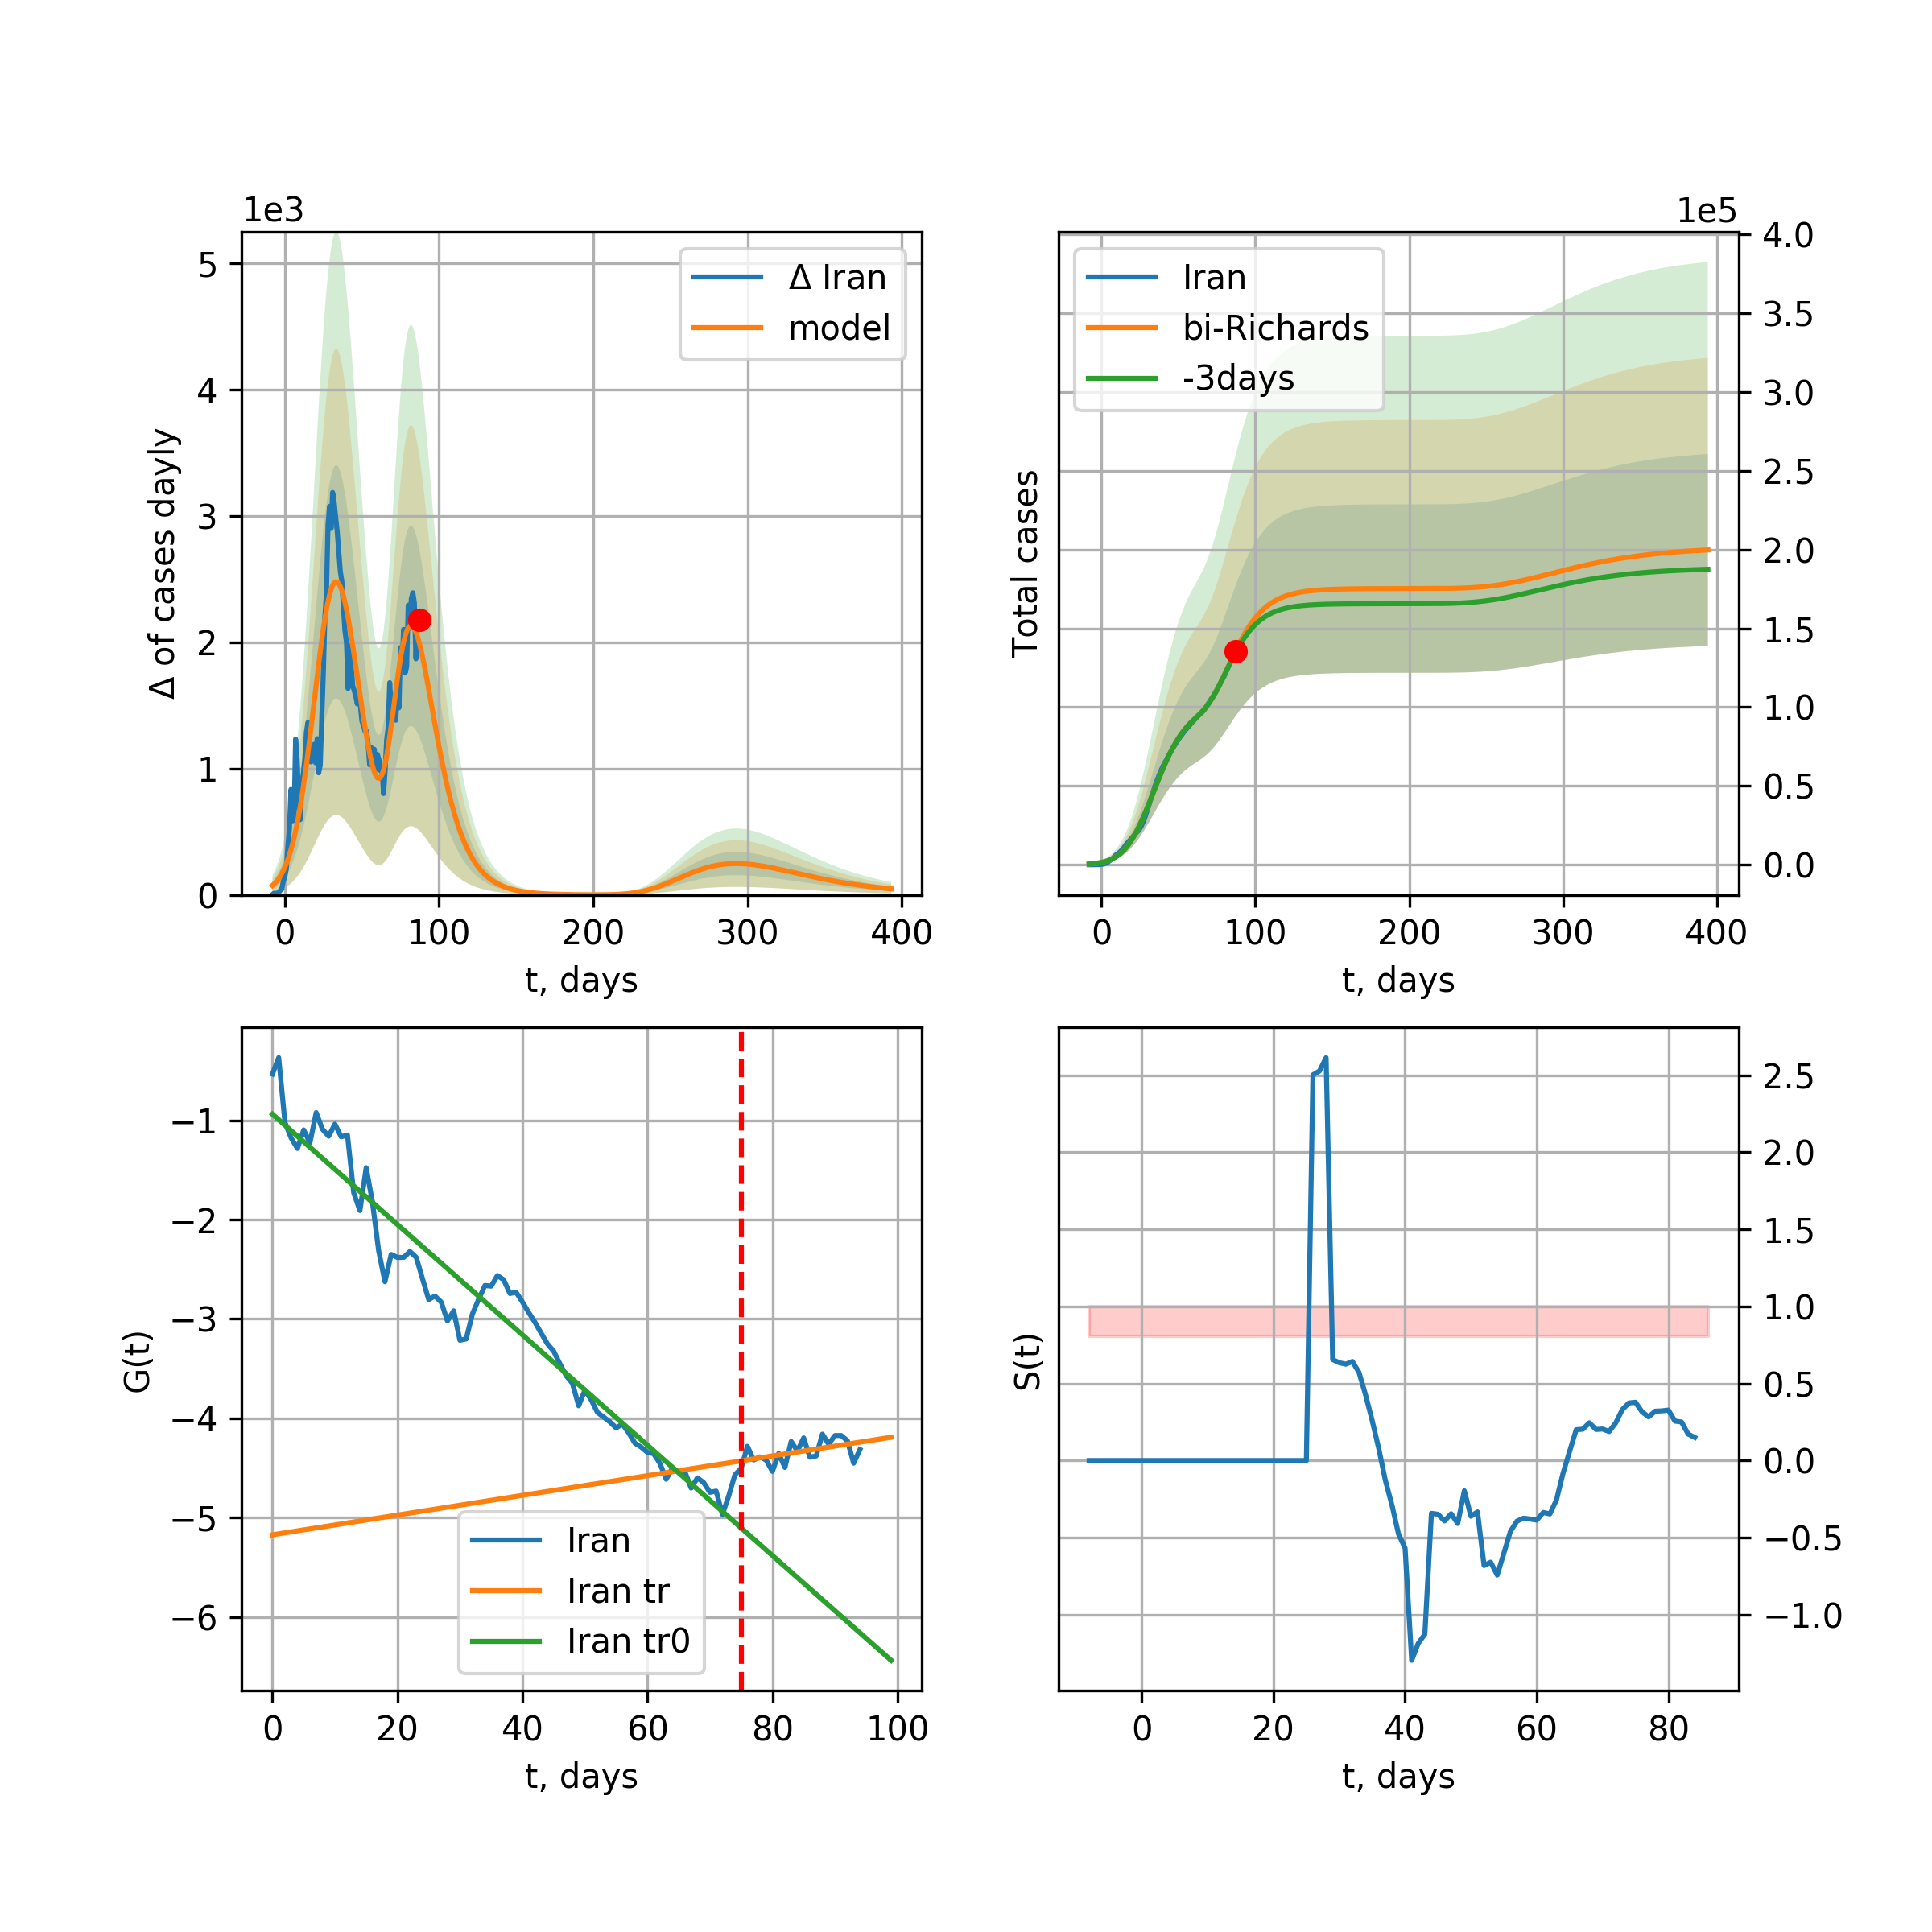 1e3
Δ of cases dayly
5
4
3
2
1
0
0 100 200 300 400
t, days
Δ Iran
model
1e5
Total cases
4.0
3.5
3.0
2.5
2.0
1.5
1.0
0.5
0.0
0 100 200 300 400
t, days
Iran
bi-Richards
-3days
G(t)
−1
−2
−3
−4
−5
−6
0 20 40 60 80 100
t, days
Iran
Iran tr
Iran tr0
S(t)
2.5
2.0
1.5
1.0
0.5
0.0
−0.5
−1.0
0 20 40 60 80
t, days